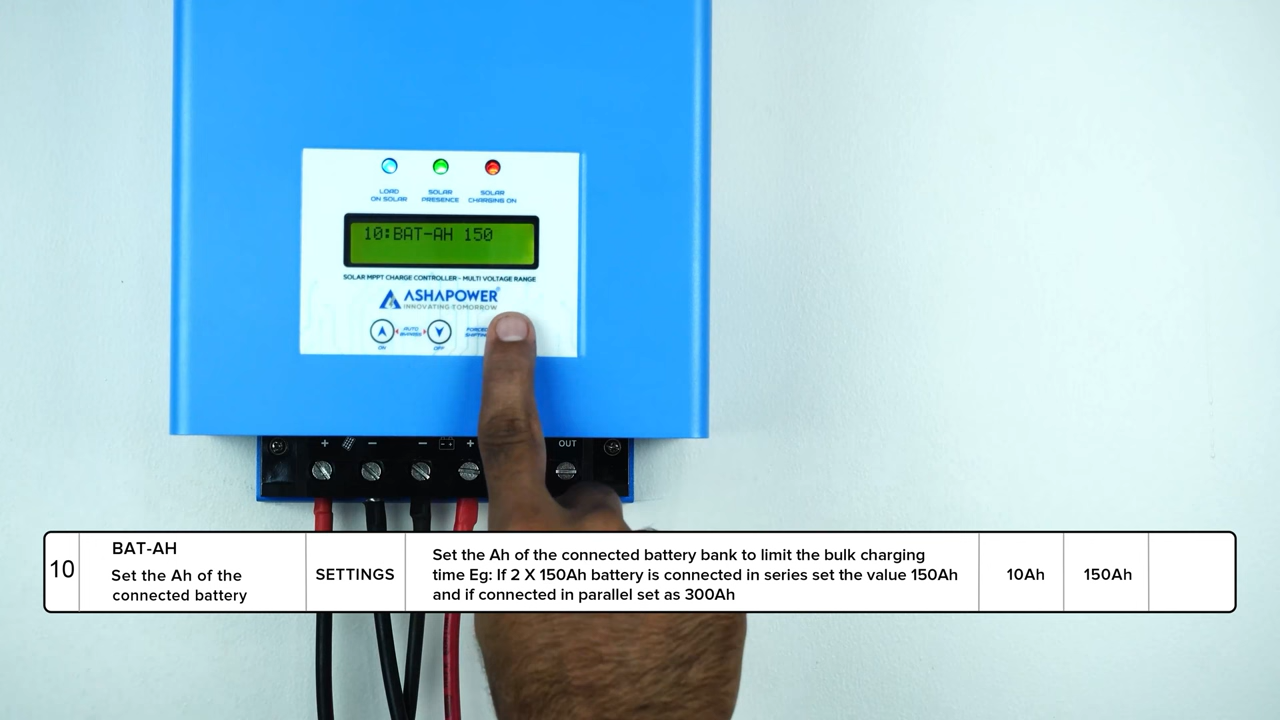 LOAD
ON SOLAR
SOLAR
PRESENCE
SOLAR
CHARGING ON
10:BAT-AH 150
SOLAR MPPT CHARGE CONTROLLER - MULTI VOLTAGE RANGE
ASHAPOWER
INNOVATING TOMORROW
AUTO
BYPASS
FORCED
ON
OFF
+ − − +
OUT
10
BAT-AH
Set the Ah of the
connected battery
SETTINGS
Set the Ah of the connected battery bank to limit the bulk charging
time Eg: If 2 X 150Ah battery is connected in series set the value 150Ah
and if connected in parallel set as 300Ah
10Ah
150Ah